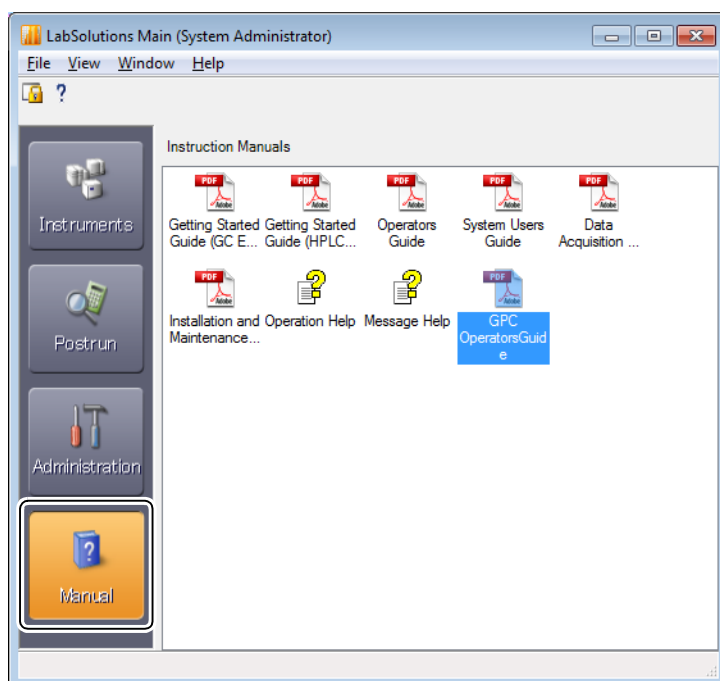 LabSolutions Main (System Administrator)
File View Window Help
?
Instruction Manuals
Instruments
Postrun
Administration
Manual
PDF PDF PDF PDF PDF
Adobe Adobe Adobe Adobe Adobe
Getting Started Getting Started Operators System Users Data
Guide (GC E... Guide (HPLC... Guide Guide Acquisition ...
PDF ? ? PDF
Adobe Adobe
Installation and Operation Help Message Help GPC
Maintenance... OperatorsGuid
e